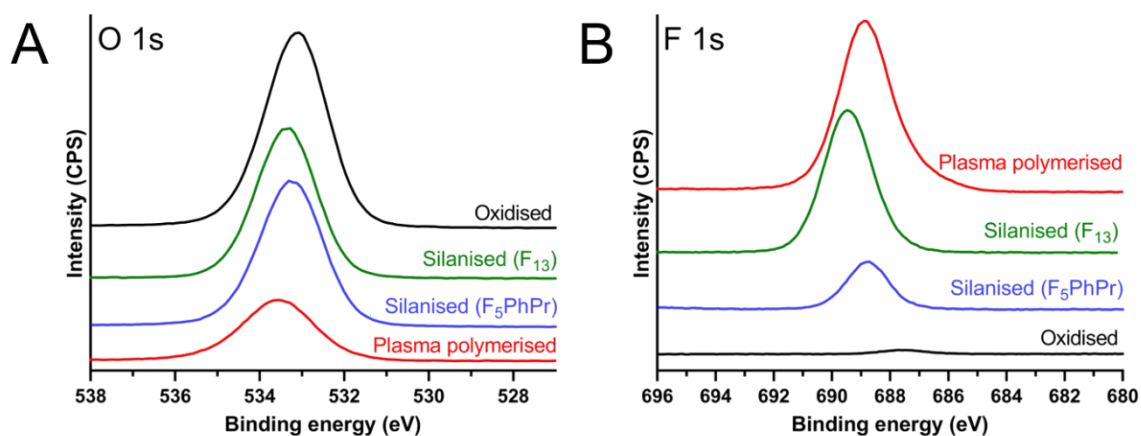 A
O 1s
Intensity (CPS)
Oxidised
Silanised (F₁₃)
Silanised (F₅PhPr)
Plasma polymerised
538 536 534 532 530 528
Binding energy (eV)
B
F 1s
Intensity (CPS)
Plasma polymerised
Silanised (F₁₃)
Silanised (F₅PhPr)
Oxidised
696 694 692 690 688 686 684 682 680
Binding energy (eV)